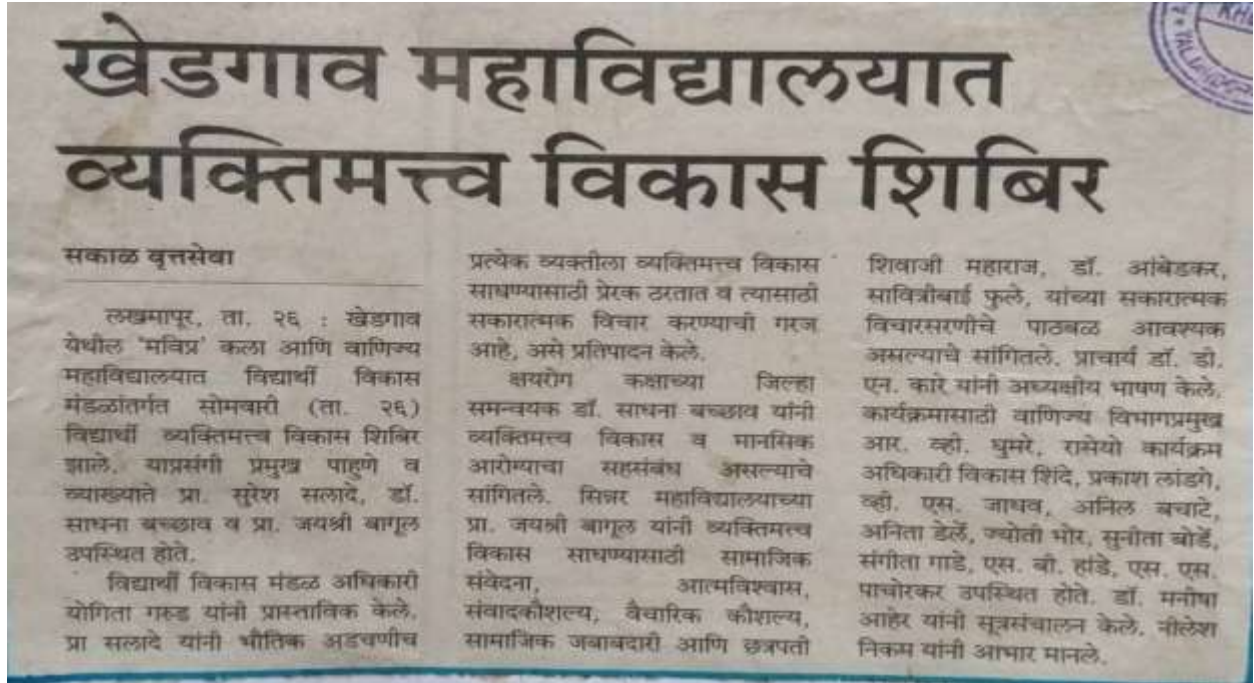 खेडगाव महाविद्यालयात
व्यक्तिमत्त्व विकास शिबिर
सकाळ वृत्तसेवा
लखमापूर, ता. २६ : खेडगाव
येथील 'मविप्र' कला आणि वाणिज्य
महाविद्यालयात विद्यार्थी विकास
मंडळांतर्गत सोमवारी (ता. २६)
विद्यार्थी व्यक्तिमत्त्व विकास शिबिर
झाले. याप्रसंगी प्रमुख पाहुणे व
व्याख्याते प्रा. सुरेश सलादे, डॉ.
साधना बच्छाव व प्रा. जयश्री बागूल
उपस्थित होते.
विद्यार्थी विकास मंडळ अधिकारी
योगिता गरुड यांनी प्रास्ताविक केले.
प्रा सलादे यांनी भौतिक अडचणीच
प्रत्येक व्यक्तीला व्यक्तिमत्त्व विकास
साधण्यासाठी प्रेरक ठरतात व त्यासाठी
सकारात्मक विचार करण्याची गरज
आहे, असे प्रतिपादन केले.
क्षयरोग कक्षाच्या जिल्हा
समन्वयक डॉ. साधना बच्छाव यांनी
व्यक्तिमत्त्व विकास व मानसिक
आरोग्याचा सहसंबंध असल्याचे
सांगितले. सिन्नर महाविद्यालयाच्या
प्रा. जयश्री बागूल यांनी व्यक्तिमत्त्व
विकास साधण्यासाठी सामाजिक
संवेदना, आत्मविश्वास,
संवादकौशल्य, वैचारिक कौशल्य,
सामाजिक जबाबदारी आणि छत्रपती
शिवाजी महाराज, डॉ. आंबेडकर,
सावित्रीबाई फुले, यांच्या सकारात्मक
विचारसरणीचे पाठबळ आवश्यक
असल्याचे सांगितले. प्राचार्य डॉ. डी.
एन. कारे यांनी अध्यक्षीय भाषण केले.
कार्यक्रमासाठी वाणिज्य विभागप्रमुख
आर. व्ही. घुमरे, रासेयो कार्यक्रम
अधिकारी विकास शिंदे, प्रकाश लांडगे,
व्ही. एस. जाधव, अनिल बचाटे,
अनिता डेर्ले, ज्योती भोर, सुनीता बोर्डे,
संगीता गाडे, एस. बी. हांडे, एस. एस.
पाचोरकर उपस्थित होते. डॉ. मनीषा
आहेर यांनी सूत्रसंचालन केले. नीलेश
निकम यांनी आभार मानले.